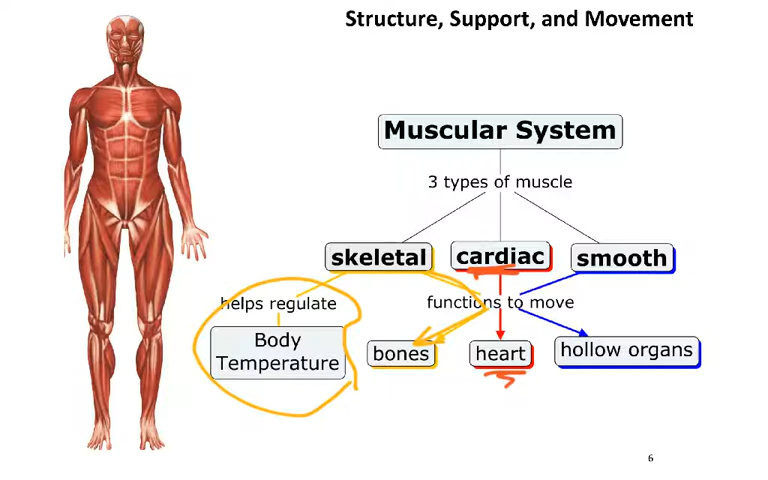 Structure, Support, and Movement
Muscular System
3 types of muscle
skeletal
cardiac
smooth
helps regulate
functions to move
Body
Temperature
bones
heart
hollow organs
6